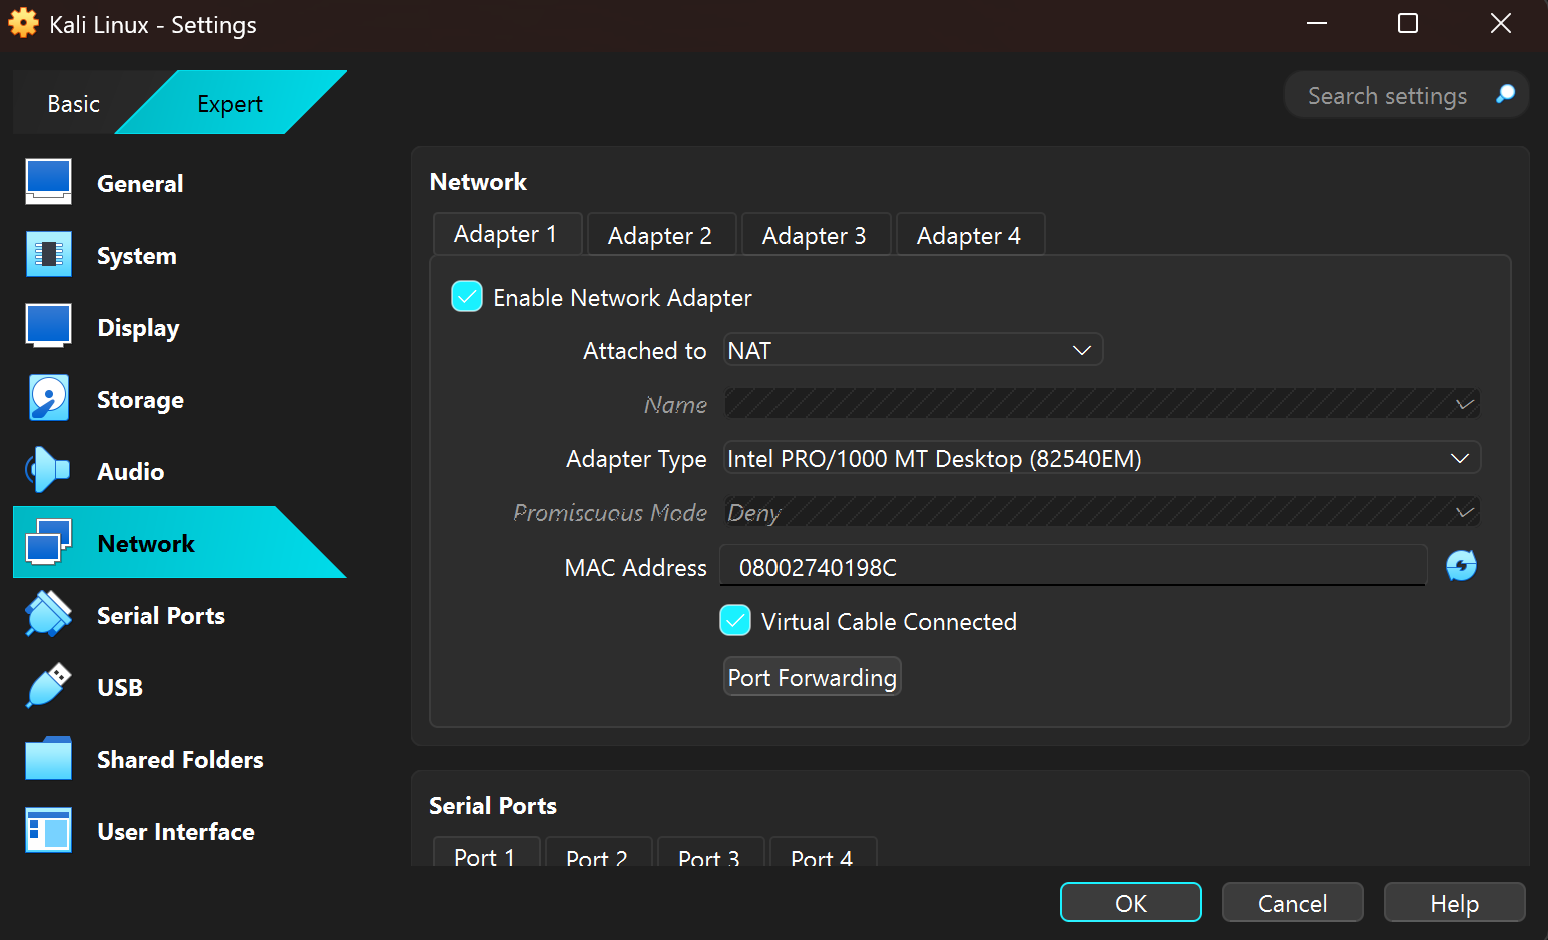 Kali Linux - Settings
Basic
Expert
Search settings
General
System
Display
Storage
Audio
Network
Serial Ports
USB
Shared Folders
User Interface
Network
Adapter 1
Adapter 2
Adapter 3
Adapter 4
Enable Network Adapter
Attached to NAT
Name
Adapter Type Intel PRO/1000 MT Desktop (82540EM)
Promiscuous Mode Deny
MAC Address 08002740198C
Virtual Cable Connected
Port Forwarding
Serial Ports
Port 1
Port 2
Port 3
Port 4
OK
Cancel
Help